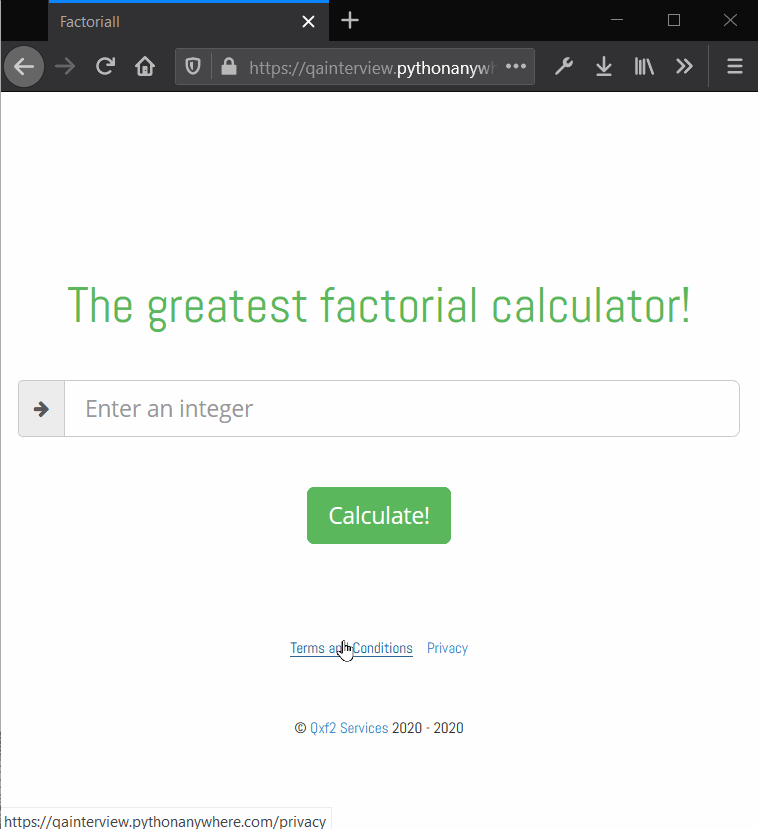 Factoriall
https://qainterview.pythonanyw
The greatest factorial calculator!
Enter an integer
Calculate!
Terms and Conditions Privacy
© Qxf2 Services 2020 - 2020
https://qainterview.pythonanywhere.com/privacy